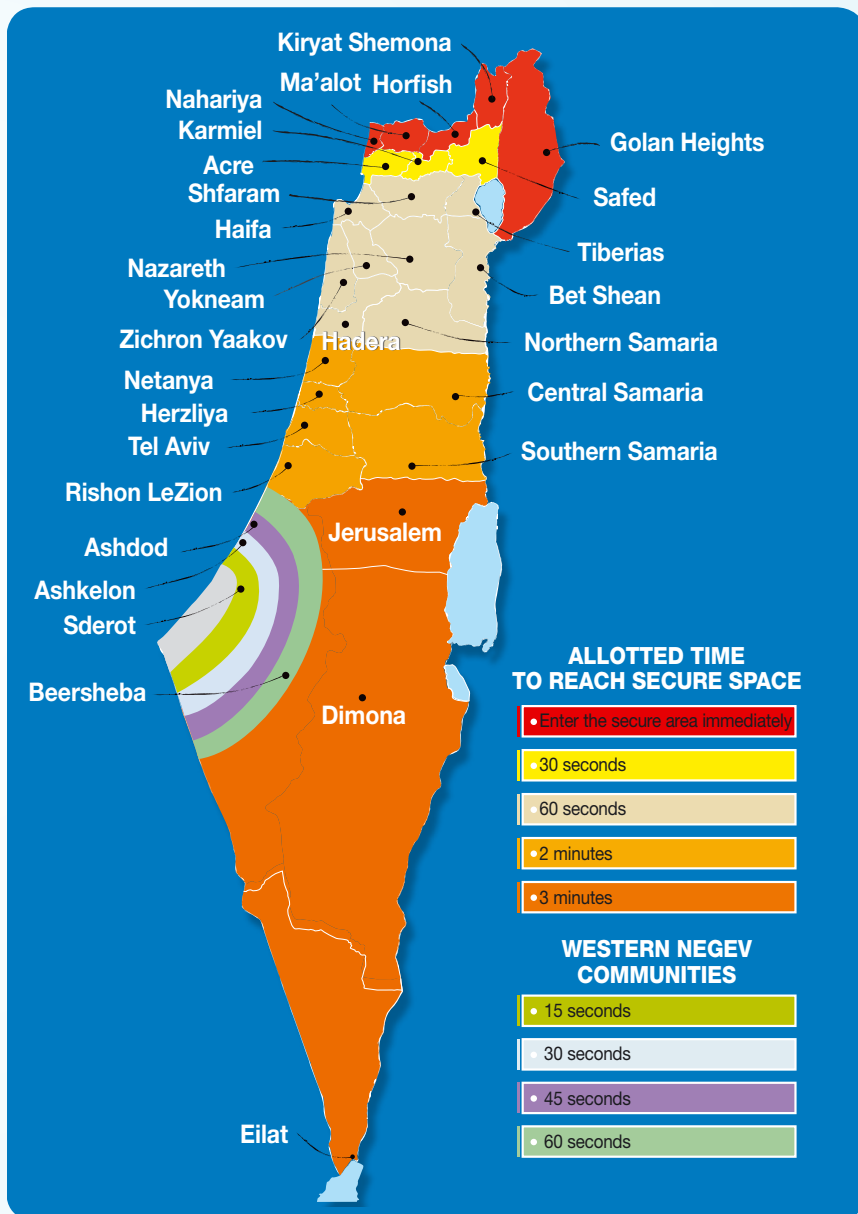 Kiryat Shemona
Ma'alot
Horfish
Nahariya
Karmiel
Golan Heights
Acre
Shfaram
Safed
Haifa
Tiberias
Nazareth
Yokneam
Bet Shean
Zichron Yaakov
Hadera
Northern Samaria
Netanya
Central Samaria
Herzliya
Tel Aviv
Southern Samaria
Rishon LeZion
Jerusalem
Ashdod
Ashkelon
Sderot
Beersheba
Dimona
Eilat
ALLOTTED TIME
TO REACH SECURE SPACE
• Enter the secure area immediately
• 30 seconds
• 60 seconds
• 2 minutes
• 3 minutes
WESTERN NEGEV
COMMUNITIES
• 15 seconds
• 30 seconds
• 45 seconds
• 60 seconds